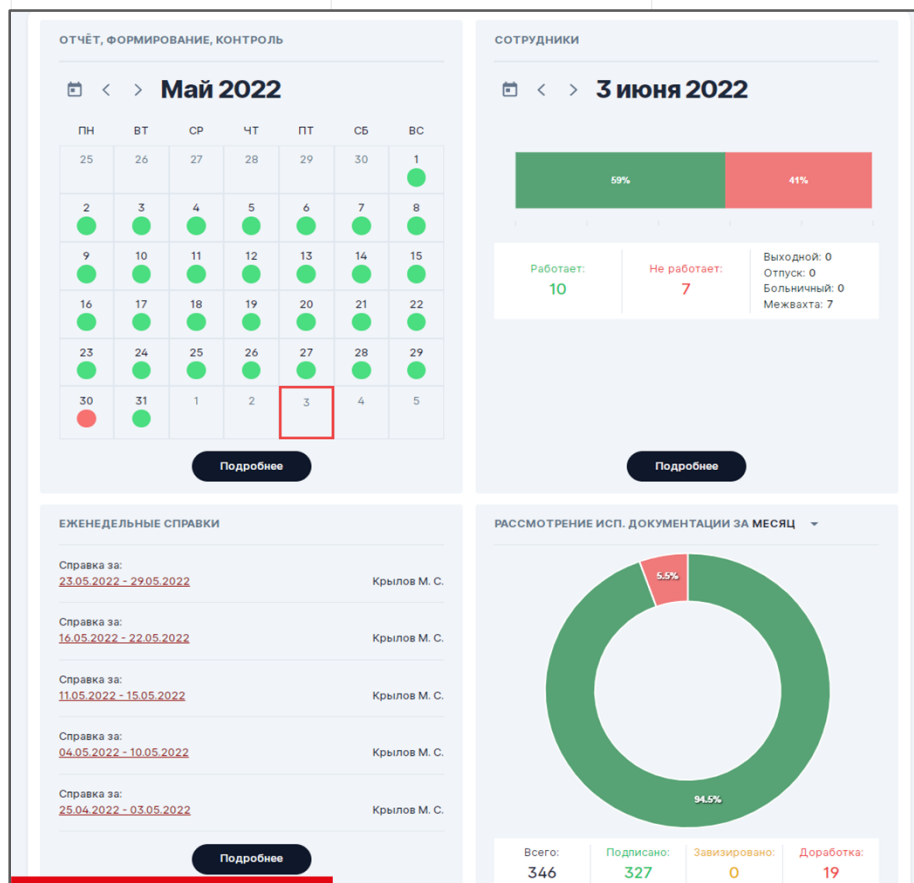 ОТЧЁТ, ФОРМИРОВАНИЕ, КОНТРОЛЬ
Май 2022
ПН ВТ СР ЧТ ПТ СБ ВС
25 26 27 28 29 30 1
2 3 4 5 6 7 8
9 10 11 12 13 14 15
16 17 18 19 20 21 22
23 24 25 26 27 28 29
30 31 1 2 3 4 5
Подробнее
СОТРУДНИКИ
3 июня 2022
59% 41%
Работает:
10
Не работает:
7
Выходной: 0
Отпуск: 0
Больничный: 0
Межвахта: 7
Подробнее
ЕЖЕНЕДЕЛЬНЫЕ СПРАВКИ
Справка за:
23.05.2022 - 29.05.2022 Крылов М. С.
Справка за:
16.05.2022 - 22.05.2022 Крылов М. С.
Справка за:
11.05.2022 - 15.05.2022 Крылов М. С.
Справка за:
04.05.2022 - 10.05.2022 Крылов М. С.
Справка за:
25.04.2022 - 03.05.2022 Крылов М. С.
Подробнее
РАССМОТРЕНИЕ ИСП. ДОКУМЕНТАЦИИ ЗА МЕСЯЦ
5.5%
94.5%
Всего: Подписано: Завизировано: Доработка:
346 327 0 19